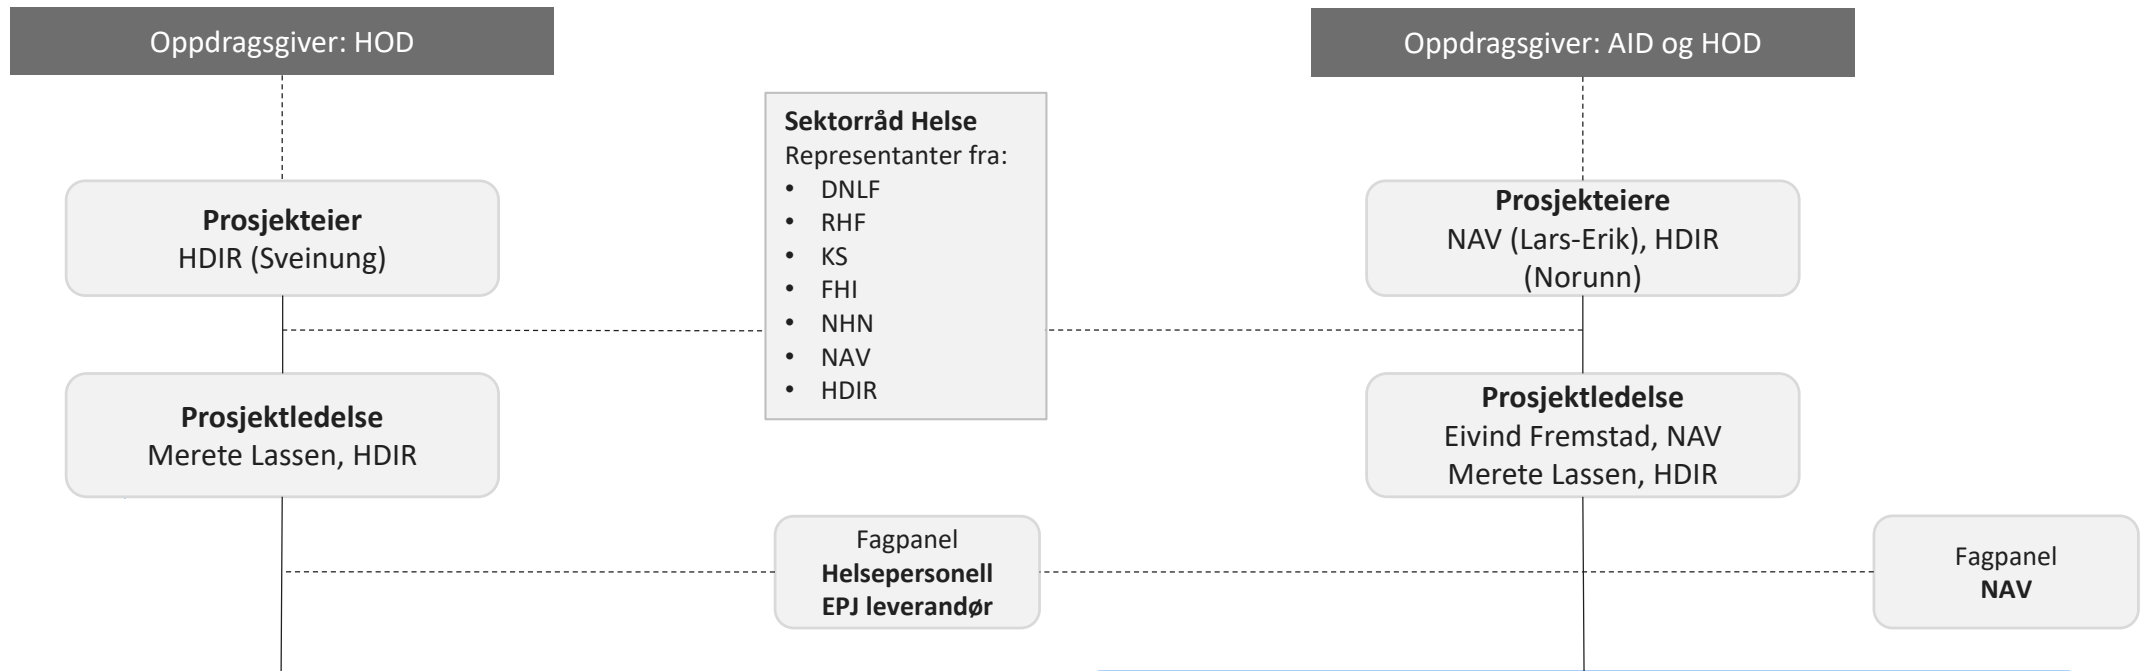 Oppdragsgiver: HOD
Oppdragsgiver: AID og HOD
Sektorråd Helse
Representanter fra:
• DNLF
• RHF
• KS
• FHI
• NHN
• NAV
• HDIR
Prosjekteier
HDIR (Sveinung)
Prosjekteiere
NAV (Lars-Erik), HDIR
(Norunn)
Prosjektledelse
Merete Lassen, HDIR
Prosjektledelse
Eivind Fremstad, NAV
Merete Lassen, HDIR
Fagpanel
Helsepersonell
EPJ leverandør
Fagpanel
NAV